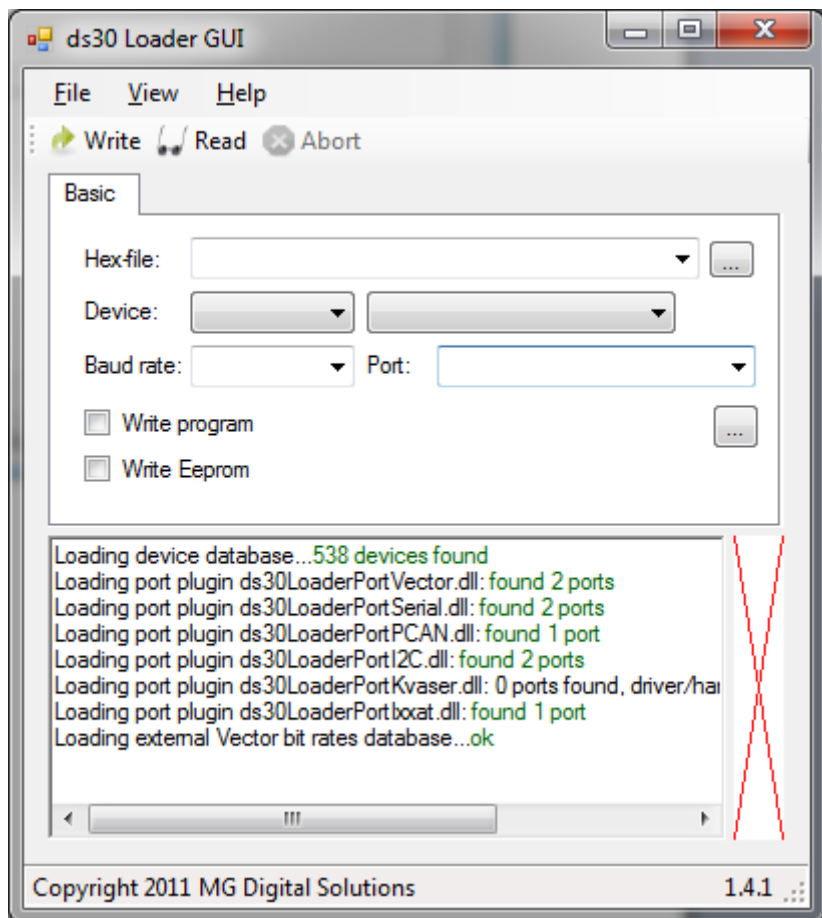 ds30 Loader GUI
File View Help
Write Read Abort
Basic
Hex-file: ...
Device:
Baud rate: Port:
Write program ...
Write Eeprom
Loading device database...538 devices found
Loading port plugin ds30LoaderPortVector.dll: found 2 ports
Loading port plugin ds30LoaderPortSerial.dll: found 2 ports
Loading port plugin ds30LoaderPortPCAN.dll: found 1 port
Loading port plugin ds30LoaderPortI2C.dll: found 2 ports
Loading port plugin ds30LoaderPortKvaser.dll: 0 ports found, driver/har
Loading port plugin ds30LoaderPortIxxat.dll: found 1 port
Loading external Vector bit rates database...ok
Copyright 2011 MG Digital Solutions 1.4.1